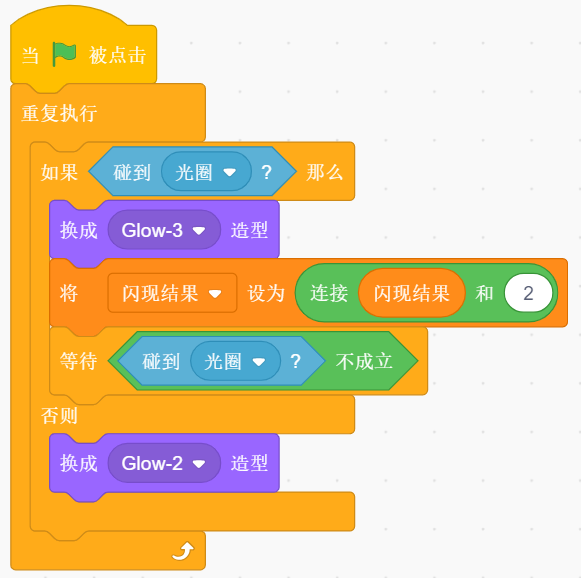 当 被点击
重复执行
如果 碰到 光圈 ? 那么
换成 Glow-3 造型
将 闪现结果 设为 连接 闪现结果 和 2
等待 碰到 光圈 ? 不成立
否则
换成 Glow-2 造型